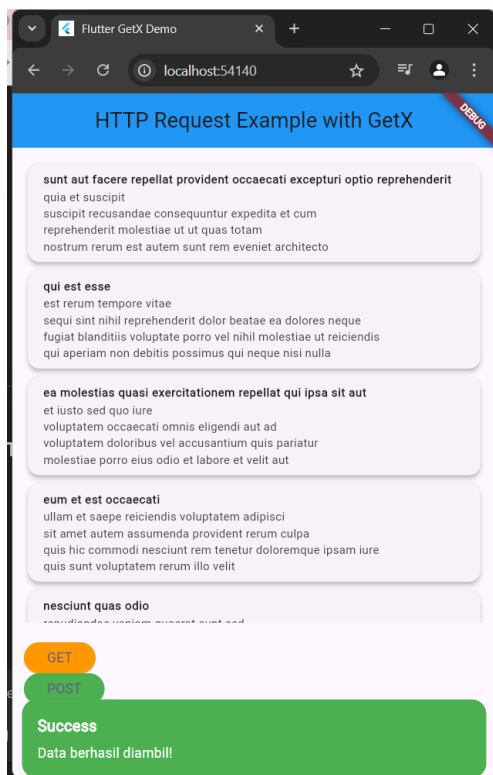 Flutter GetX Demo
localhost:54140
HTTP Request Example with GetX
DEBUG
sunt aut facere repellat provident occaecati excepturi optio reprehenderit
quia et suscipit
suscipit recusandae consequuntur expedita et cum
reprehenderit molestiae ut ut quas totam
nostrum rerum est autem sunt rem eveniet architecto
qui est esse
est rerum tempore vitae
sequi sint nihil reprehenderit dolor beatae ea dolores neque
fugiat blanditiis voluptate porro vel nihil molestiae ut reiciendis
qui aperiam non debitis possimus qui neque nisi nulla
ea molestias quasi exercitationem repellat qui ipsa sit aut
et iusto sed quo iure
voluptatem occaecati omnis eligendi aut ad
voluptatem doloribus vel accusantium quis pariatur
molestiae porro eius odio et labore et velit aut
eum et est occaecati
ullam et saepe reiciendis voluptatem adipisci
sit amet autem assumenda provident rerum culpa
quis hic commodi nesciunt rem tenetur doloremque ipsam iure
quis sunt voluptatem rerum illo velit
nesciunt quas odio
GET
POST
Success
Data berhasil diambil!